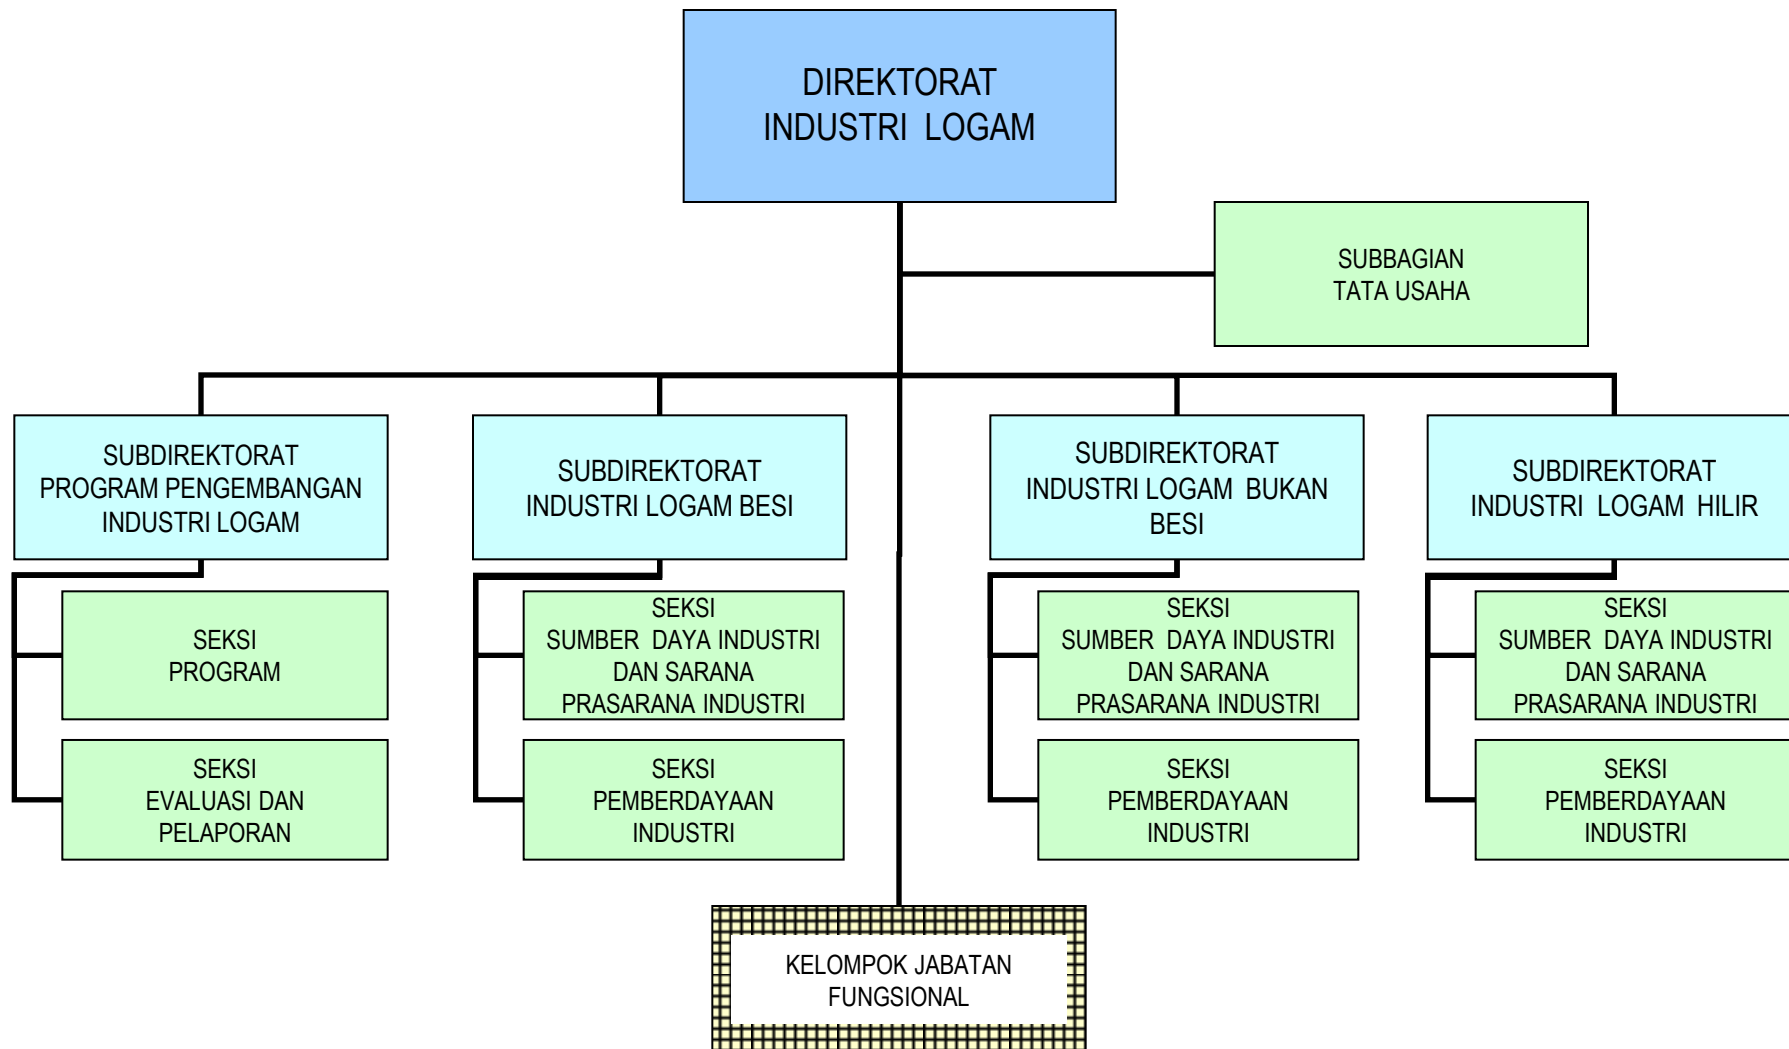 DIREKTORAT
INDUSTRI LOGAM
SUBBAGIAN
TATA USAHA
SUBDIREKTORAT
PROGRAM PENGEMBANGAN
INDUSTRI LOGAM
SUBDIREKTORAT
INDUSTRI LOGAM BESI
SUBDIREKTORAT
INDUSTRI LOGAM BUKAN
BESI
SUBDIREKTORAT
INDUSTRI LOGAM HILIR
SEKSI
PROGRAM
SEKSI
SUMBER DAYA INDUSTRI
DAN SARANA
PRASARANA INDUSTRI
SEKSI
SUMBER DAYA INDUSTRI
DAN SARANA
PRASARANA INDUSTRI
SEKSI
SUMBER DAYA INDUSTRI
DAN SARANA
PRASARANA INDUSTRI
SEKSI
EVALUASI DAN
PELAPORAN
SEKSI
PEMBERDAYAAN
INDUSTRI
SEKSI
PEMBERDAYAAN
INDUSTRI
SEKSI
PEMBERDAYAAN
INDUSTRI
KELOMPOK JABATAN
FUNGSIONAL